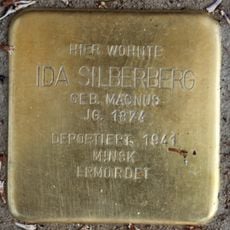 HIER WOHNTE
IDA SILBERBERG
GEB. MAGNUS
JG. 1874
DEPORTIERT 1941
MINSK
ERMORDET